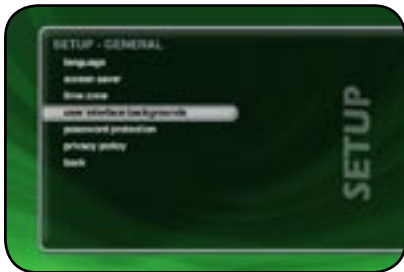 SETUP - GENERAL
language
screen saver
time zone
user interface backgrounds
password protection
privacy policy
back
SETUP